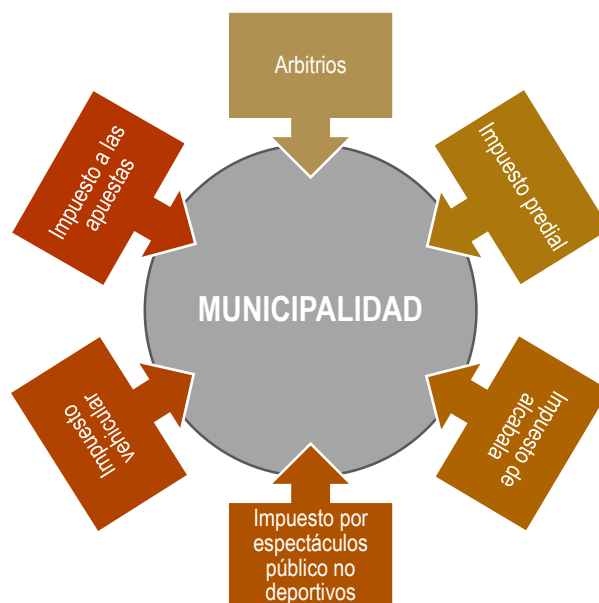 Arbitrios
Impuesto predial
Impuesto de
alcabala
Impuesto por
espectáculos
público no
deportivos
Impuesto
vehicular
Impuesto a las
apuestas
MUNICIPALIDAD